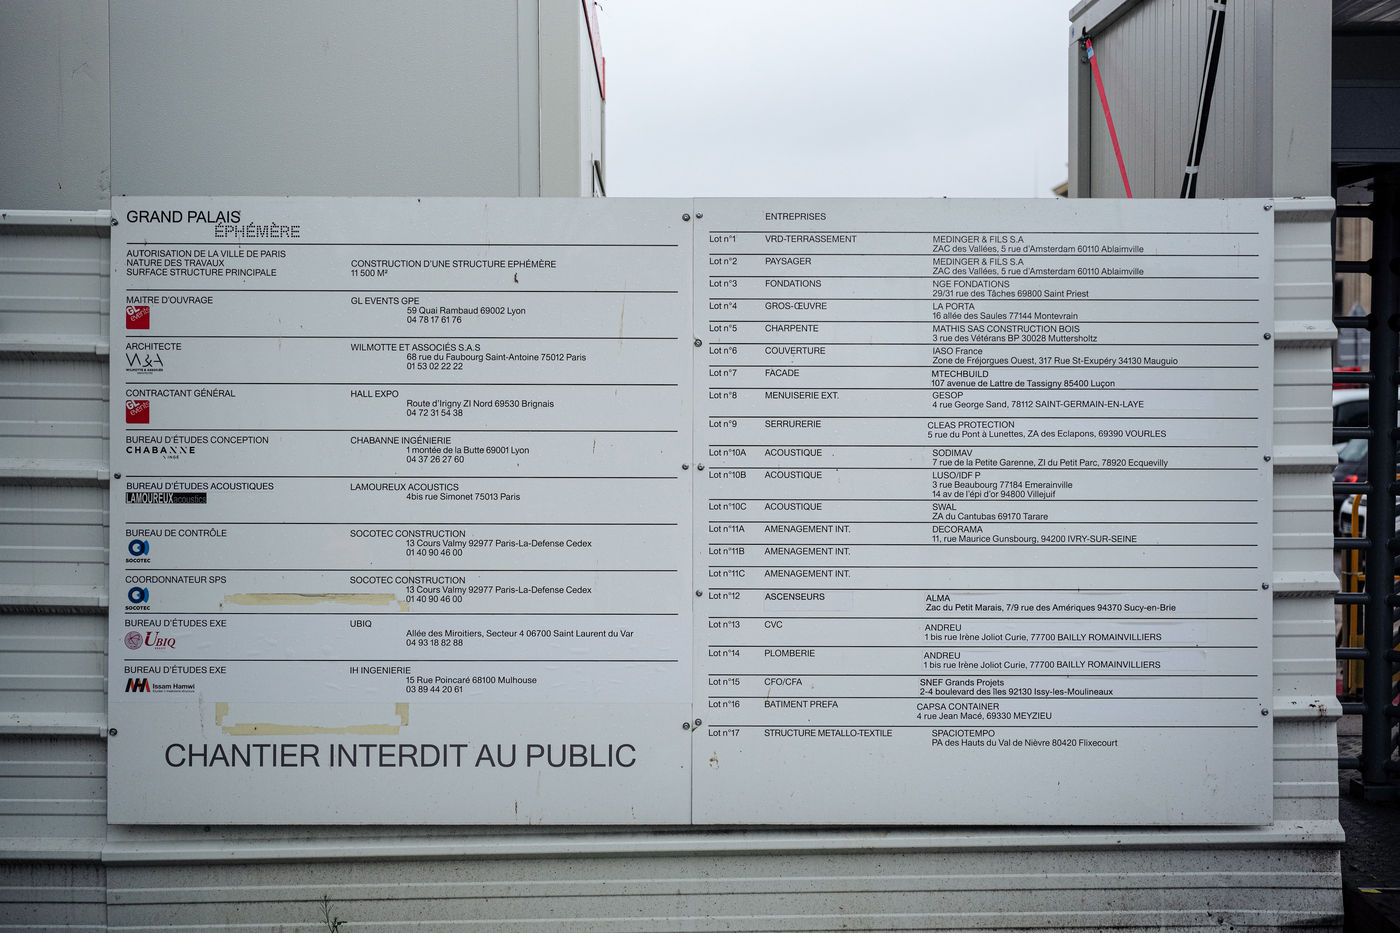 GRAND PALAIS
ÉPHÉMÈRE
AUTORISATION DE LA VILLE DE PARIS
NATURE DES TRAVAUX
CONSTRUCTION D'UNE STRUCTURE EPHÉMÈRE
SURFACE STRUCTURE PRINCIPALE
11 500 M²
MAITRE D'OUVRAGE
GL events
GL EVENTS GPE
59 Quai Rambaud 69002 Lyon
04 78 17 61 76
ARCHITECTE
W&A
WILMOTTE & ASSOCIÉS
ARCHITECTES
WILMOTTE ET ASSOCIÉS S.A.S
68 rue du Faubourg Saint-Antoine 75012 Paris
01 53 02 22 22
CONTRACTANT GÉNÉRAL
GL events
HALL EXPO
Route d'Irigny ZI Nord 69530 Brignais
04 72 31 54 38
BUREAU D'ÉTUDES CONCEPTION
CHABANNE
INGÉ
CHABANNE INGÉNIERIE
1 montée de la Butte 69001 Lyon
04 37 26 27 60
BUREAU D'ÉTUDES ACOUSTIQUES
LAMOUREUX acoustics
LAMOUREUX ACOUSTICS
4bis rue Simonet 75013 Paris
BUREAU DE CONTRÔLE
SOCOTEC
SOCOTEC CONSTRUCTION
13 Cours Valmy 92977 Paris-La-Defense Cedex
01 40 90 46 00
COORDONNATEUR SPS
SOCOTEC
SOCOTEC CONSTRUCTION
13 Cours Valmy 92977 Paris-La-Defense Cedex
01 40 90 46 00
BUREAU D'ÉTUDES EXE
UBIQ
UBIQ
Allée des Miroitiers, Secteur 4 06700 Saint Laurent du Var
04 93 18 82 88
BUREAU D'ÉTUDES EXE
Issam Hamwi
IH INGENIERIE
15 Rue Poincaré 68100 Mulhouse
03 89 44 20 61
CHANTIER INTERDIT AU PUBLIC
ENTREPRISES
Lot n°1 VRD-TERRASSEMENT MEDINGER & FILS S.A
ZAC des Vallées, 5 rue d'Amsterdam 60110 Ablaimville
Lot n°2 PAYSAGER MEDINGER & FILS S.A
ZAC des Vallées, 5 rue d'Amsterdam 60110 Ablaimville
Lot n°3 FONDATIONS NGE FONDATIONS
29/31 rue des Tâches 69800 Saint Priest
Lot n°4 GROS-ŒUVRE LA PORTA
16 allée des Saules 77144 Montevrain
Lot n°5 CHARPENTE MATHIS SAS CONSTRUCTION BOIS
3 rue des Vétérans BP 30028 Muttersholtz
Lot n°6 COUVERTURE IASO France
Zone de Fréjorgues Ouest, 317 Rue St-Exupéry 34130 Mauguio
Lot n°7 FACADE MTECHBUILD
107 avenue de Lattre de Tassigny 85400 Luçon
Lot n°8 MENUISERIE EXT. GESOP
4 rue George Sand, 78112 SAINT-GERMAIN-EN-LAYE
Lot n°9 SERRURERIE CLEAS PROTECTION
5 rue du Pont à Lunettes, ZA des Eclapons, 69390 VOURLES
Lot n°10A ACOUSTIQUE SODIMAV
7 rue de la Petite Garenne, ZI du Petit Parc, 78920 Ecquevilly
Lot n°10B ACOUSTIQUE LUSO/IDF P
3 rue Beaubourg 77184 Emerainville
14 av de l'épi d'or 94800 Villejuif
Lot n°10C ACOUSTIQUE SWAL
ZA du Cantubas 69170 Tarare
Lot n°11A AMENAGEMENT INT. DECORAMA
11, rue Maurice Gunsbourg, 94200 IVRY-SUR-SEINE
Lot n°11B AMENAGEMENT INT.
Lot n°11C AMENAGEMENT INT.
Lot n°12 ASCENSEURS ALMA
Zac du Petit Marais, 7/9 rue des Amériques 94370 Sucy-en-Brie
Lot n°13 CVC ANDREU
1 bis rue Irène Joliot Curie, 77700 BAILLY ROMAINVILLIERS
Lot n°14 PLOMBERIE ANDREU
1 bis rue Irène Joliot Curie, 77700 BAILLY ROMAINVILLIERS
Lot n°15 CFO/CFA SNEF Grands Projets
2-4 boulevard des îles 92130 Issy-les-Moulineaux
Lot n°16 BATIMENT PREFA CAPSA CONTAINER
4 rue Jean Macé, 69330 MEYZIEU
Lot n°17 STRUCTURE METALLO-TEXTILE SPACIOTEMPO
PA des Hauts du Val de Nièvre 80420 Flixecourt